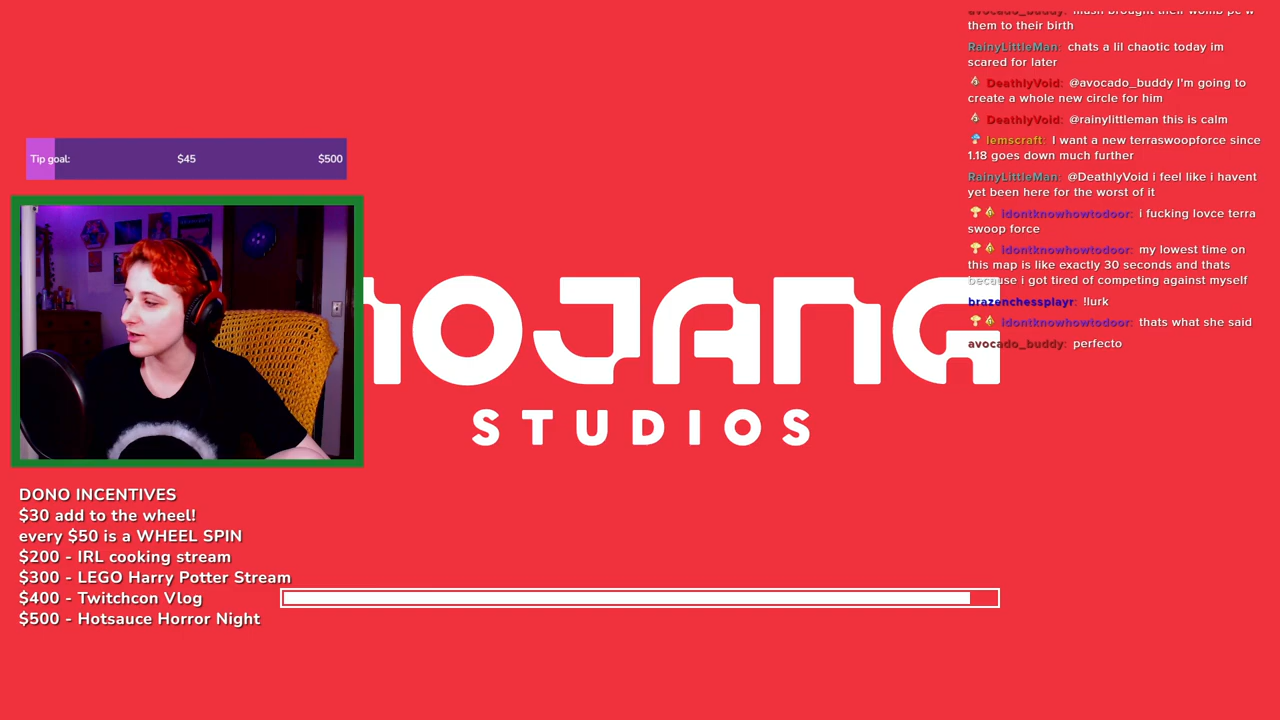 Tip goal: $45 $500
MOJANG
STUDIOS
DONO INCENTIVES
$30 add to the wheel!
every $50 is a WHEEL SPIN
$200 - IRL cooking stream
$300 - LEGO Harry Potter Stream
$400 - Twitchcon Vlog
$500 - Hotsauce Horror Night
them to their birth
RainyLittleMan: chats a lil chaotic today im
scared for later
DeathlyVoid: @avocado_buddy I'm going to
create a whole new circle for him
DeathlyVoid: @rainylittleman this is calm
lemscraft: I want a new terraswoopforce since
1.18 goes down much further
RainyLittleMan: @DeathlyVoid i feel like i havent
yet been here for the worst of it
idontknowhowtodoor: i fucking lovce terra
swoop force
idontknowhowtodoor: my lowest time on
this map is like exactly 30 seconds and thats
because i got tired of competing against myself
brazenchessplayr: !lurk
idontknowhowtodoor: thats what she said
avocado_buddy: perfecto